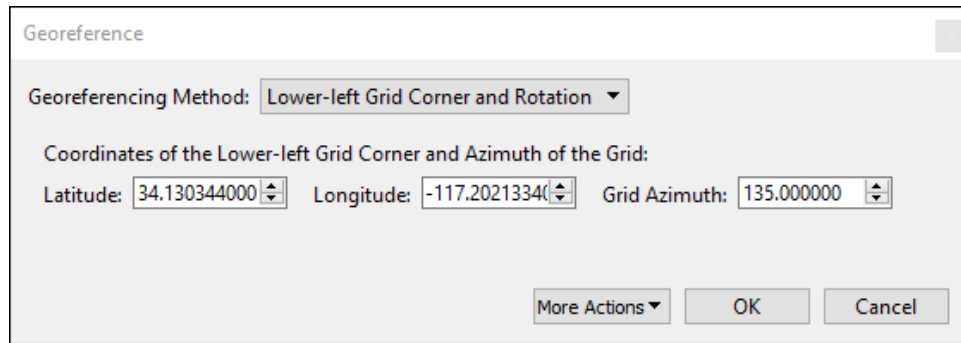 Georeference
Georeferencing Method: Lower-left Grid Corner and Rotation
Coordinates of the Lower-left Grid Corner and Azimuth of the Grid:
Latitude: 34.130344000 Longitude: -117.2021334( Grid Azimuth: 135.000000
More Actions OK Cancel